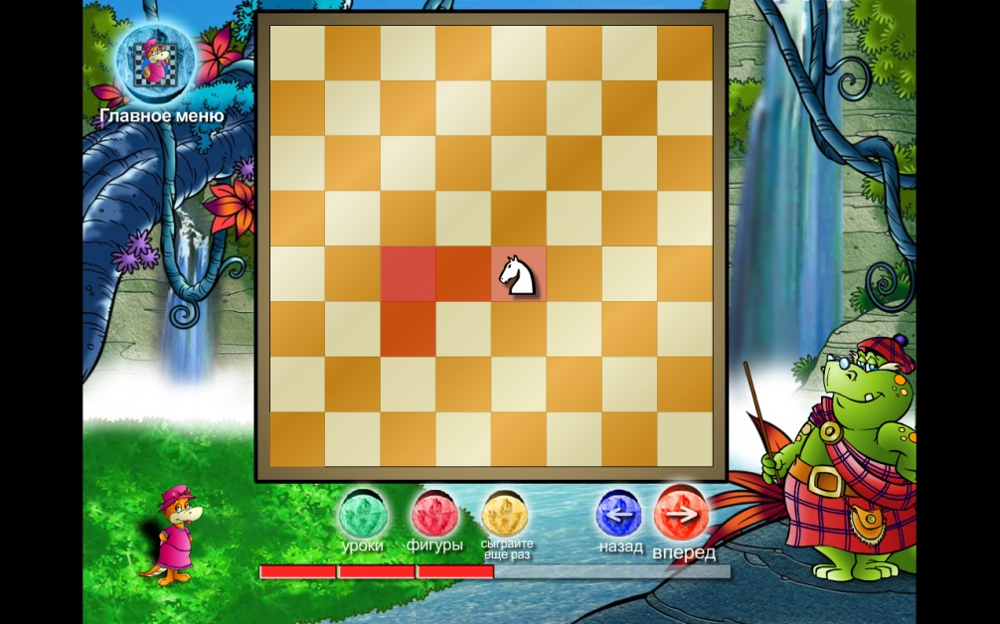 Главное меню
уроки
фигуры
сыграйте
еще раз
назад
вперед